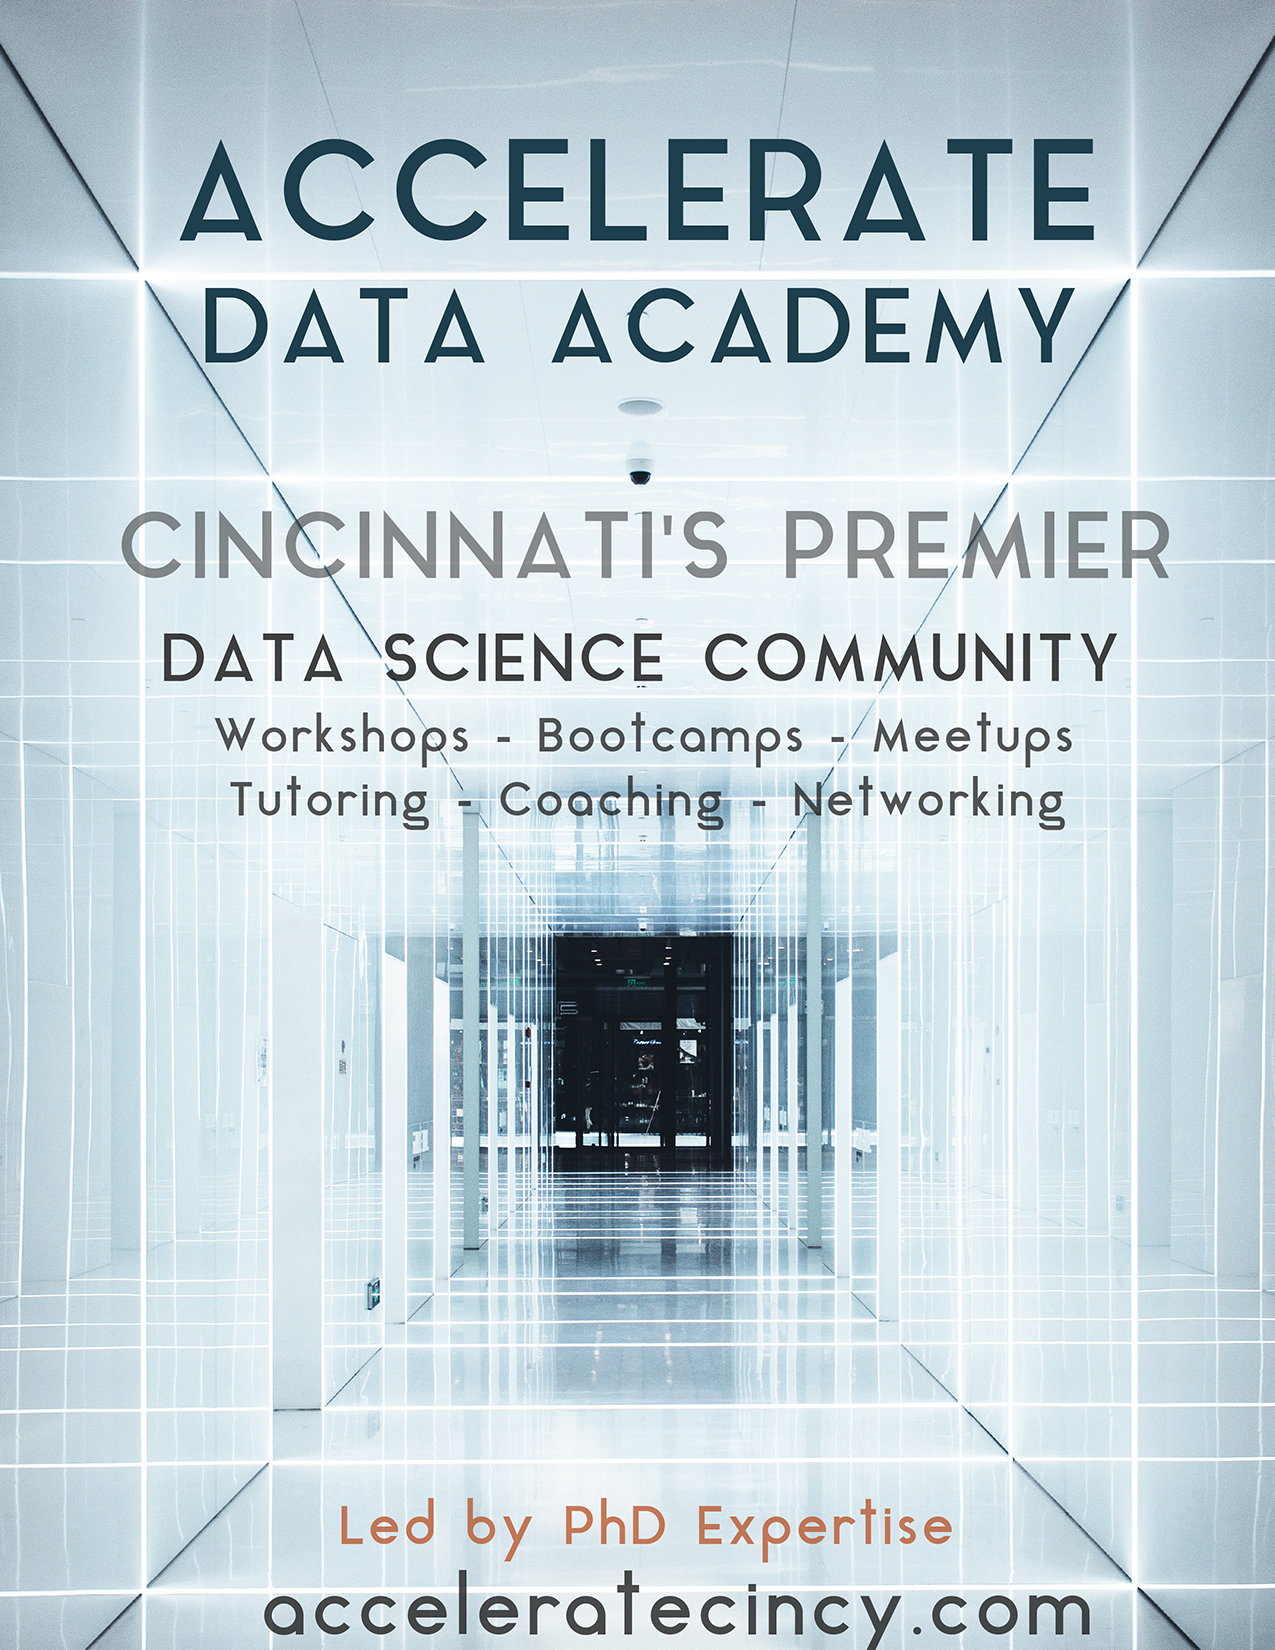 ACCELERATE
DATA ACADEMY
CINCINNATI'S PREMIER
DATA SCIENCE COMMUNITY
Workshops - Bootcamps - Meetups
Tutoring - Coaching - Networking
Led by PhD Expertise
acceleratecincy.com